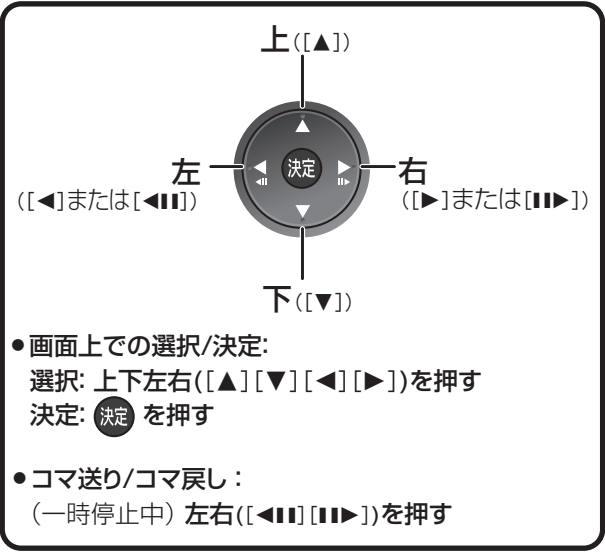 上([▲])
決定
左
([◀]または[◀❙❙])
右
([▶]または[❙❙▶])
下([▼])
●画面上での選択/決定:
選択: 上下左右([▲][▼][◀][▶])を押す
決定: 決定 を押す
●コマ送り/コマ戻し:
(一時停止中)左右([◀❙❙][❙❙▶])を押す